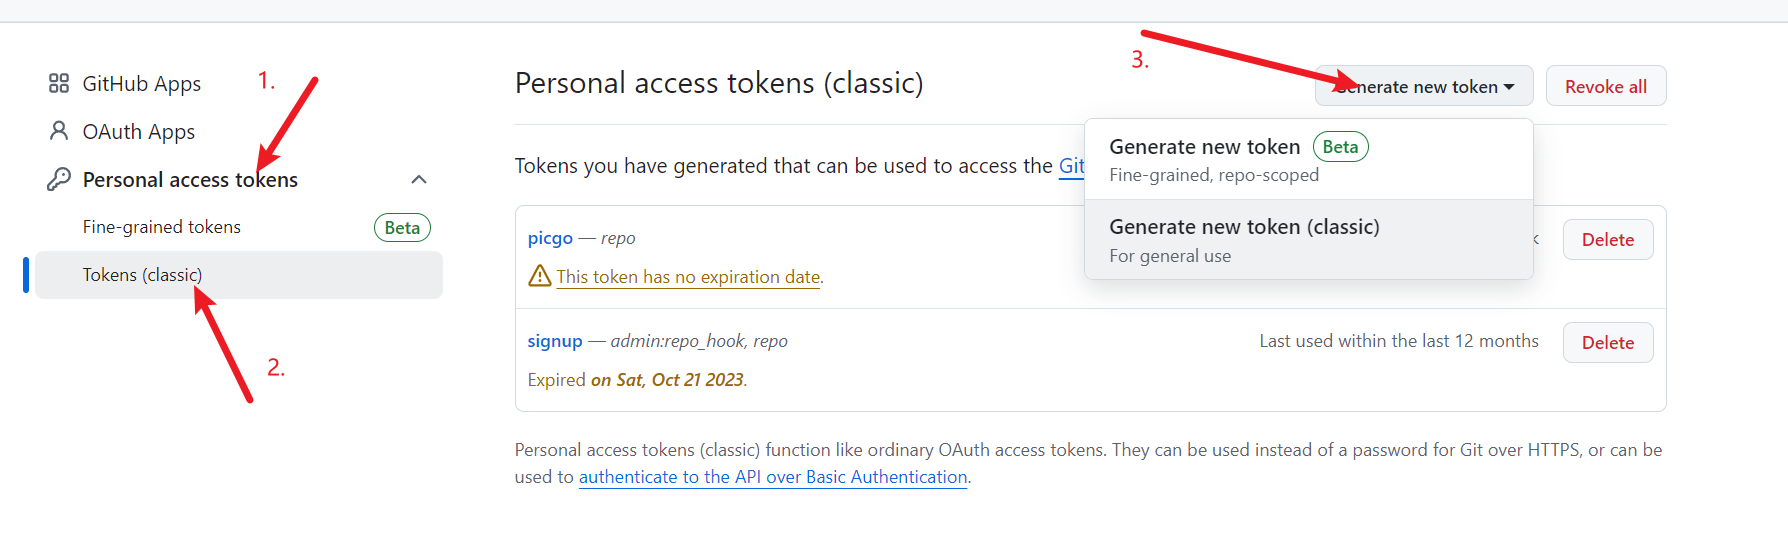 GitHub Apps
OAuth Apps
Personal access tokens
Fine-grained tokens Beta
Tokens (classic)
1.
2.
3.
Personal access tokens (classic)
Generate new token
Revoke all
Generate new token Beta
Fine-grained, repo-scoped
Generate new token (classic)
For general use
Tokens you have generated that can be used to access the Git
picgo — repo
Delete
This token has no expiration date.
signup — admin:repo_hook, repo
Last used within the last 12 months
Delete
Expired on Sat, Oct 21 2023.
Personal access tokens (classic) function like ordinary OAuth access tokens. They can be used instead of a password for Git over HTTPS, or can be
used to authenticate to the API over Basic Authentication.